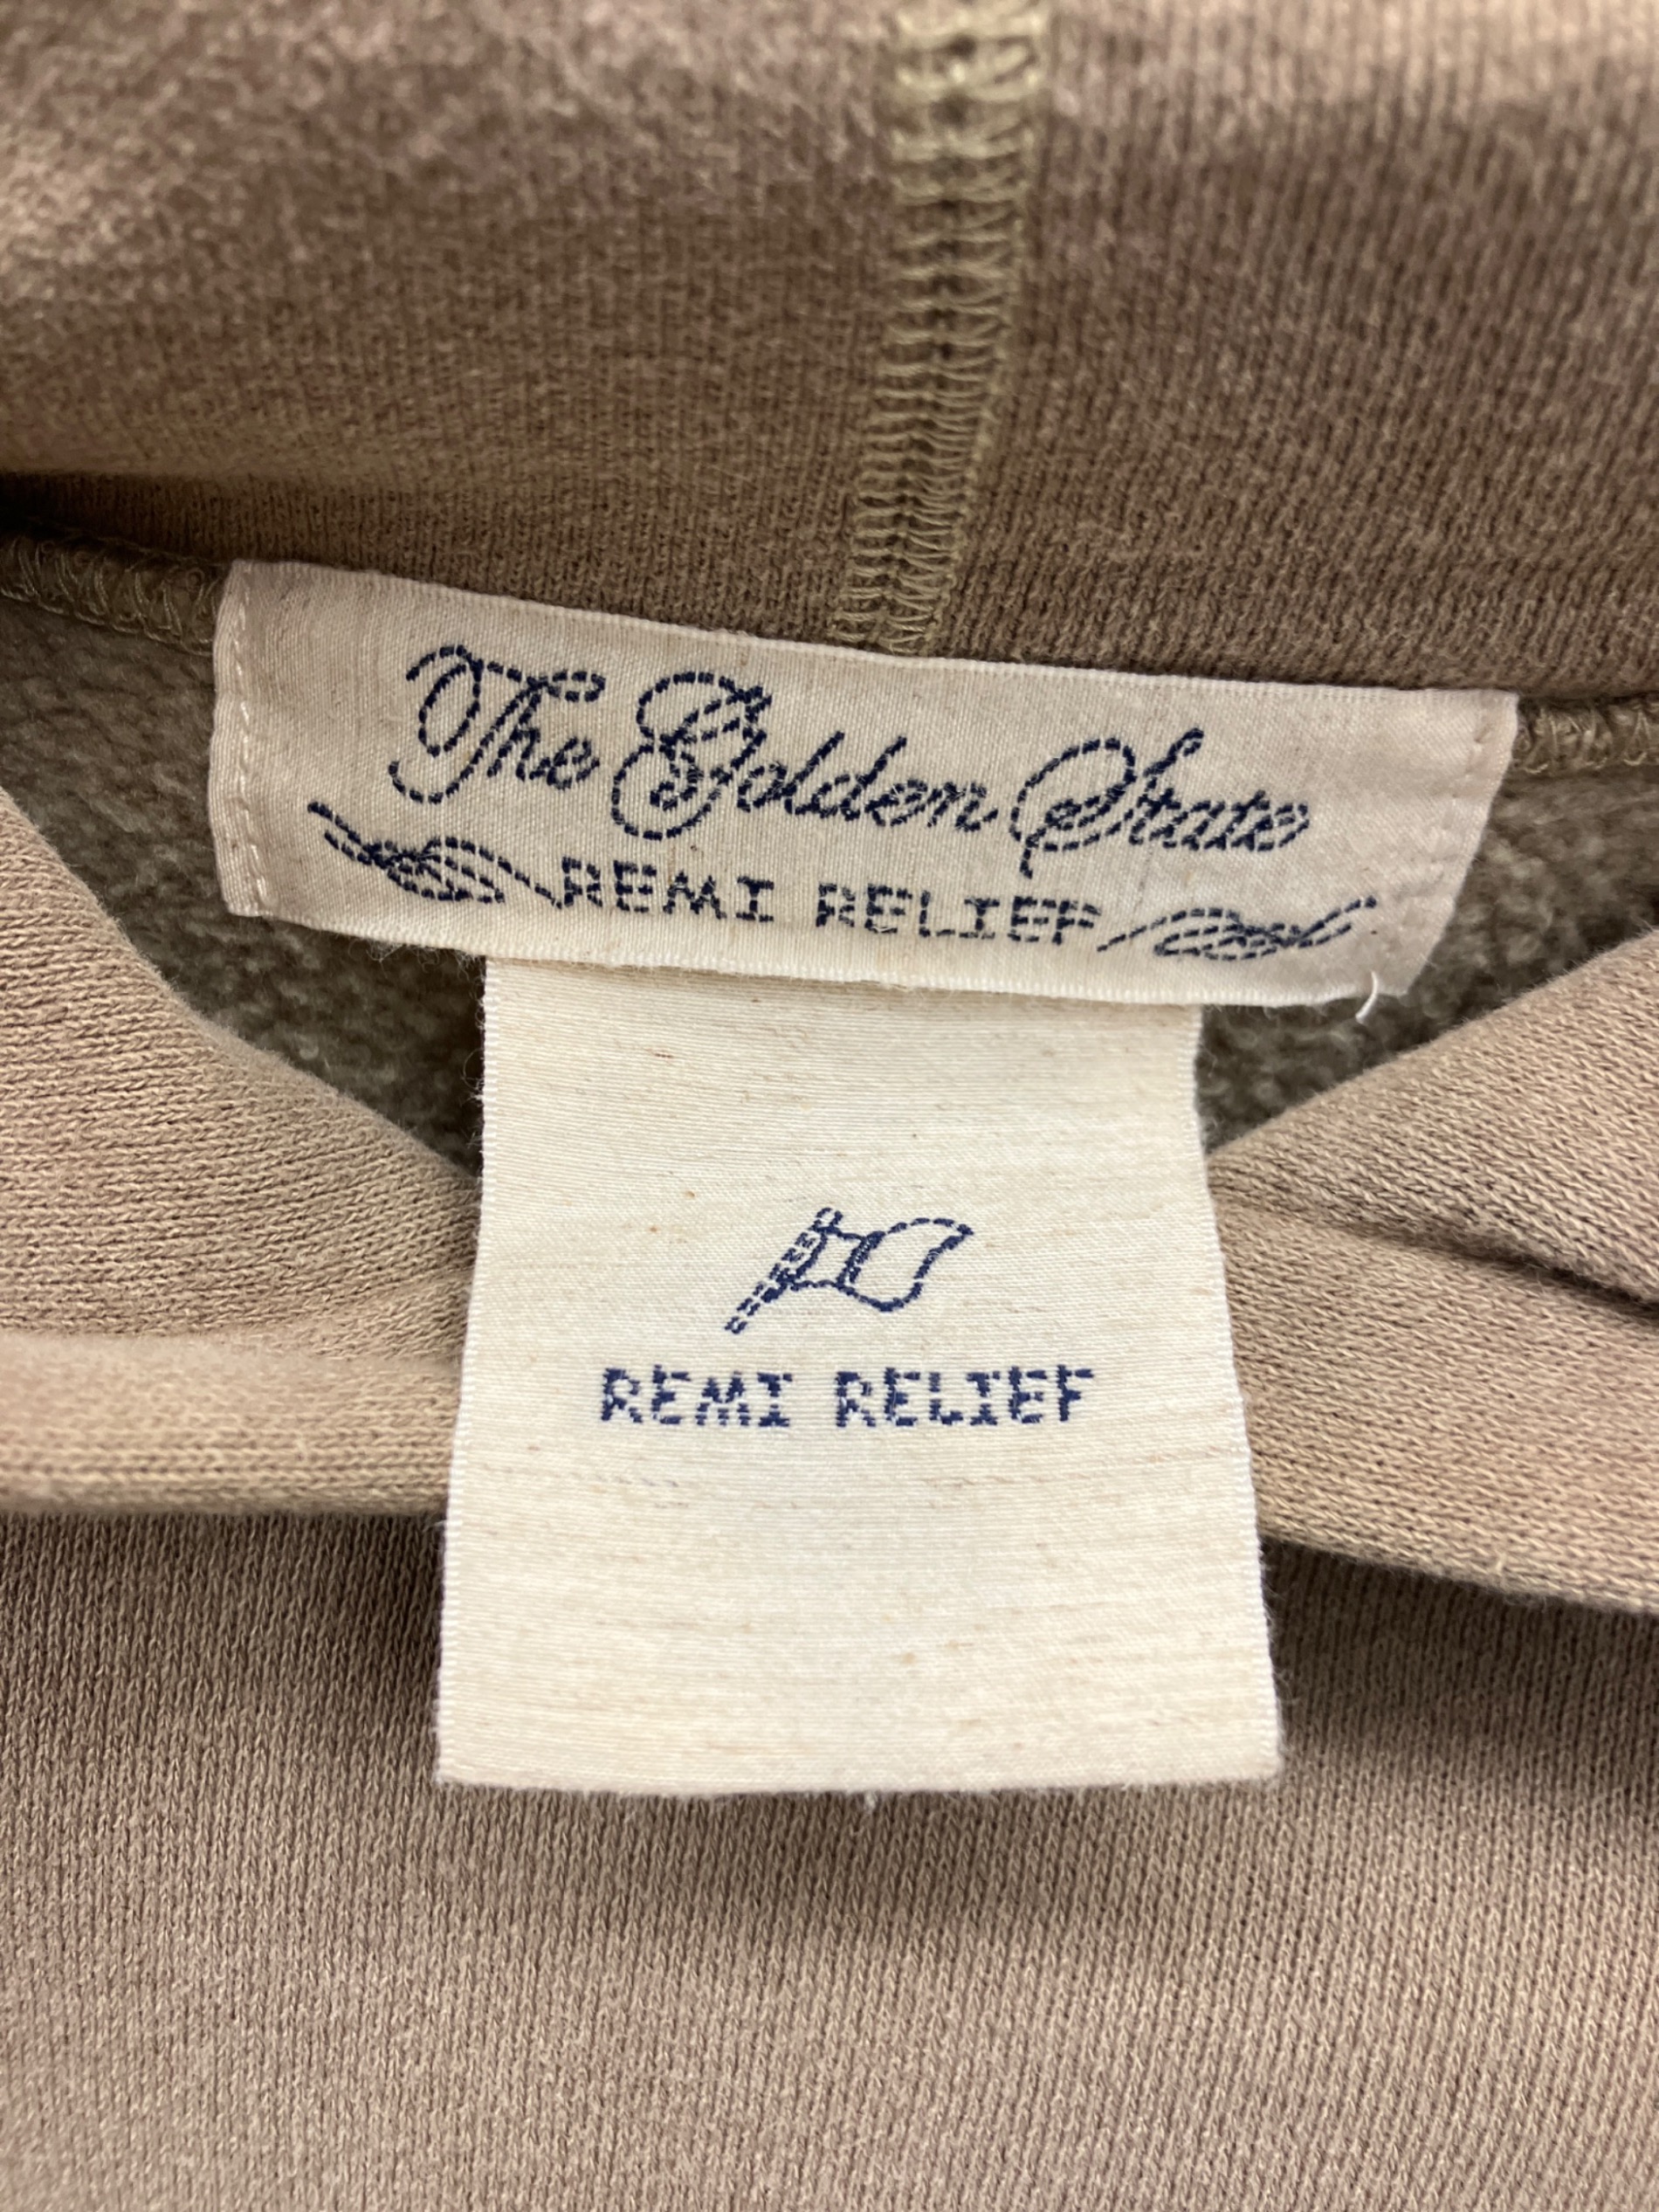 The Golden State
REMI RELIEF
REMI RELIEF